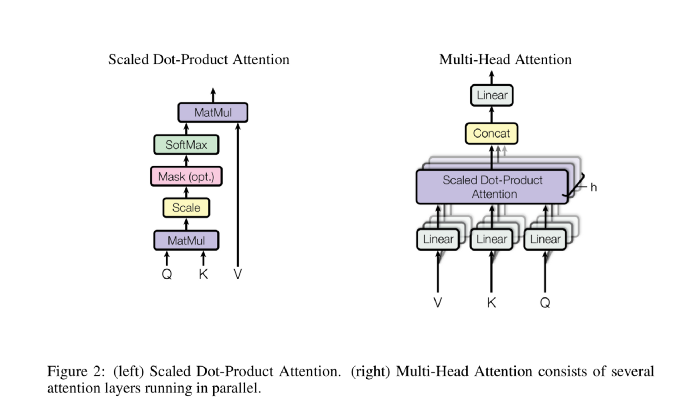 Scaled Dot-Product Attention
MatMul
SoftMax
Mask (opt.)
Scale
MatMul
Q K V
Multi-Head Attention
Linear
Concat
Scaled Dot-Product
Attention
h
Linear Linear Linear
V K Q
Figure 2: (left) Scaled Dot-Product Attention. (right) Multi-Head Attention consists of several
attention layers running in parallel.